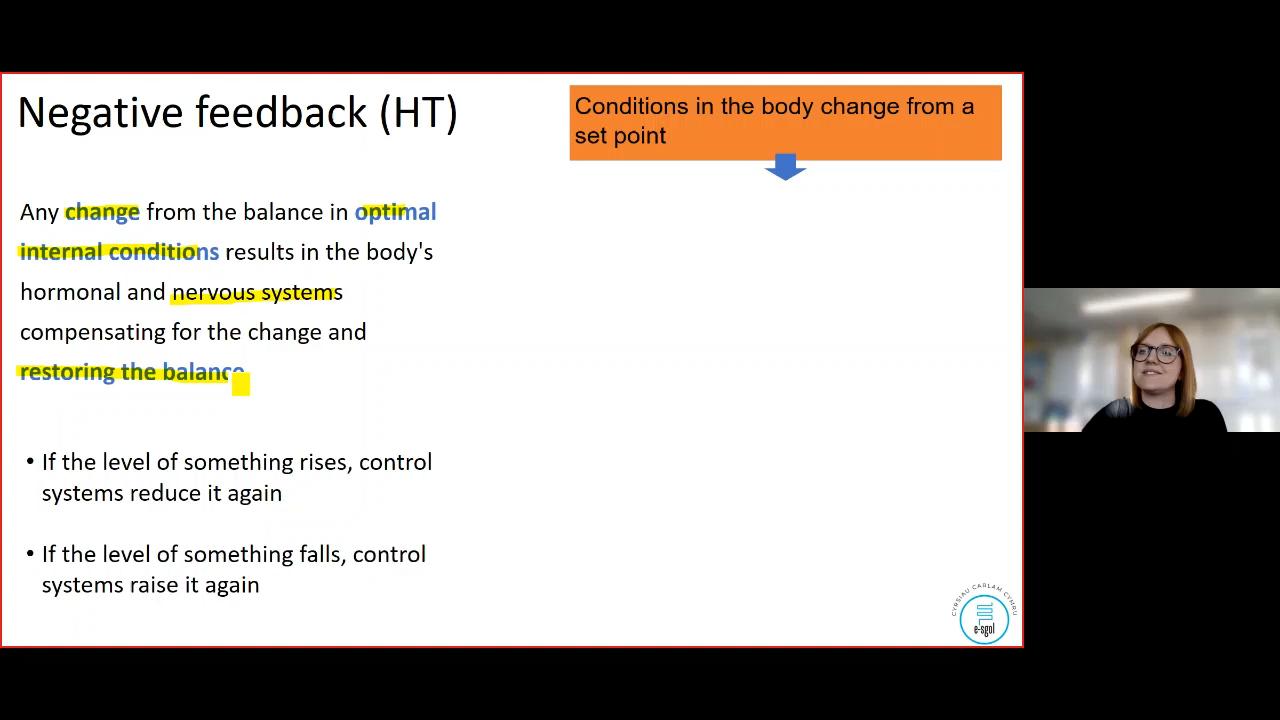 Negative feedback (HT)
Conditions in the body change from a
set point
Any change from the balance in optimal
internal conditions results in the body's
hormonal and nervous systems
compensating for the change and
restoring the balance
• If the level of something rises, control
systems reduce it again
• If the level of something falls, control
systems raise it again
CYRSIAU CARLAM CYMRU
e-sgol